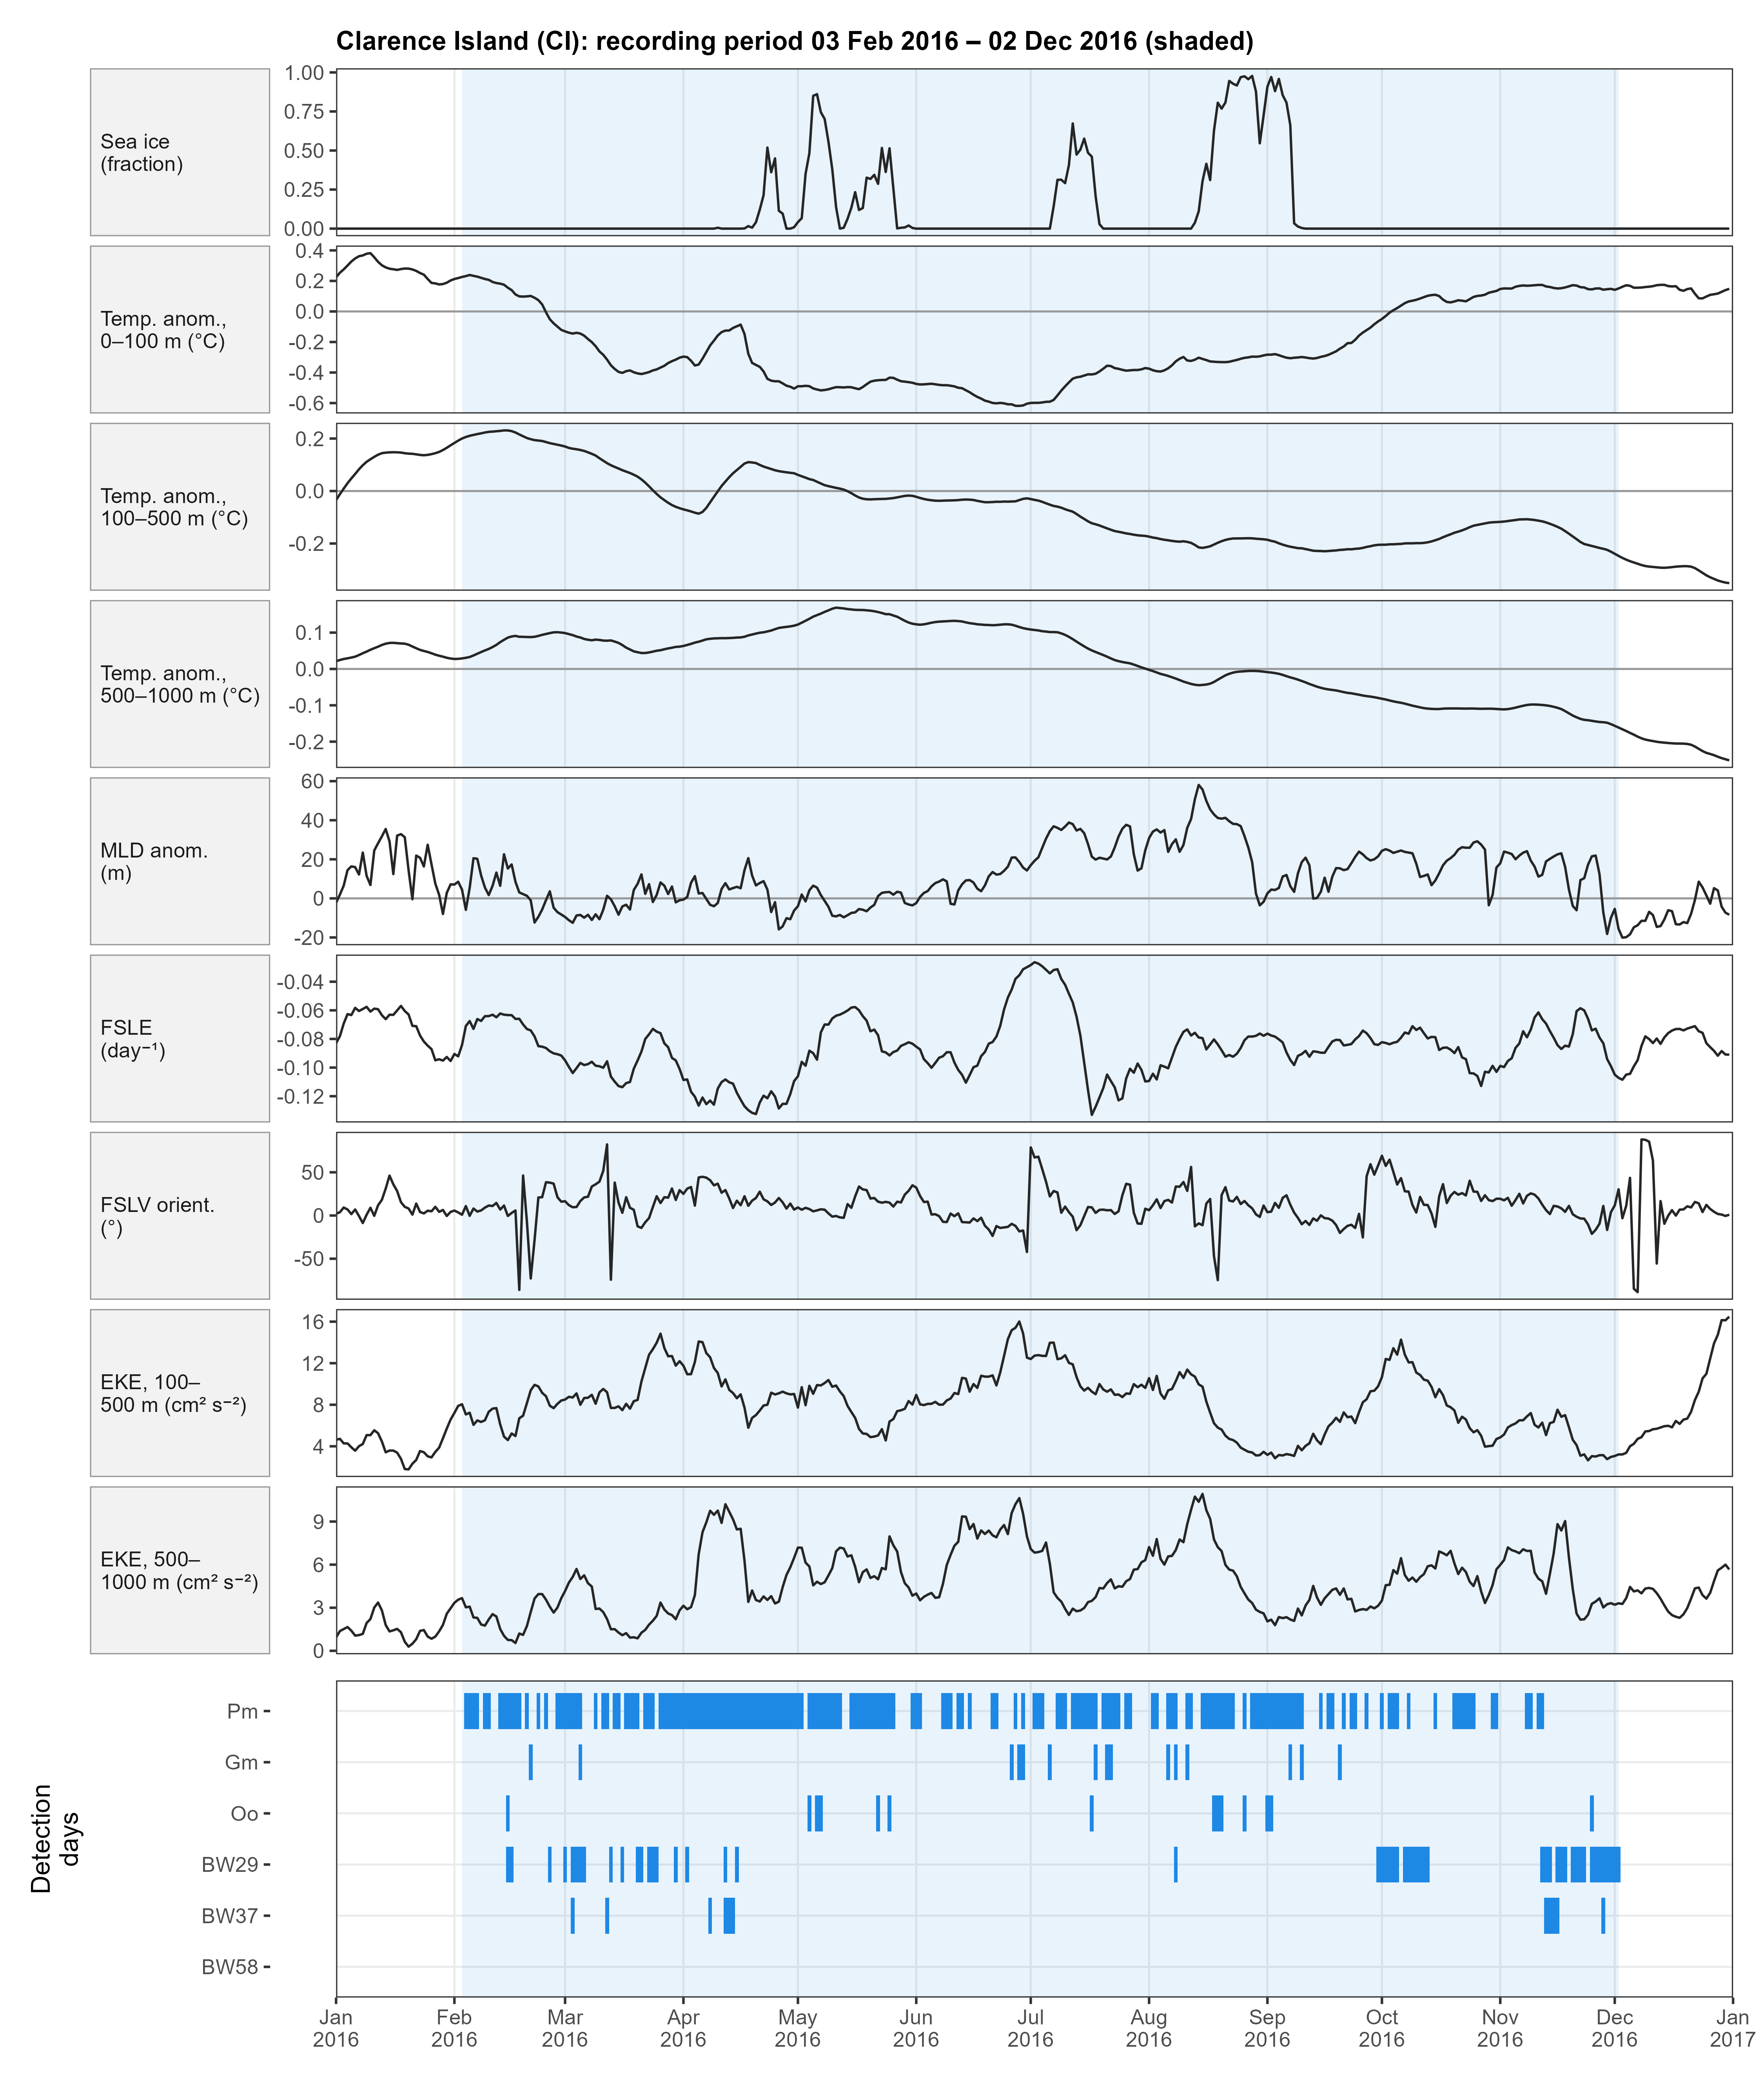 Clarence Island (CI): recording period 03 Feb 2016 – 02 Dec 2016 (shaded)
Sea ice
(fraction)
1.00
0.75
0.50
0.25
0.00
Temp. anom.,
0–100 m (°C)
0.4
0.2
0.0
-0.2
-0.4
-0.6
Temp. anom.,
100–500 m (°C)
0.2
0.0
-0.2
Temp. anom.,
500–1000 m (°C)
0.1
0.0
-0.1
-0.2
MLD anom.
(m)
60
40
20
0
-20
FSLE
(day⁻¹)
-0.04
-0.06
-0.08
-0.10
-0.12
FSLV orient.
(°)
50
0
-50
EKE, 100–
500 m (cm² s⁻²)
16
12
8
4
EKE, 500–
1000 m (cm² s⁻²)
9
6
3
0
Detection
days
Pm
Gm
Oo
BW29
BW37
BW58
Jan Feb Mar Apr May Jun Jul Aug Sep Oct Nov Dec Jan
2016 2016 2016 2016 2016 2016 2016 2016 2016 2016 2016 2016 2017